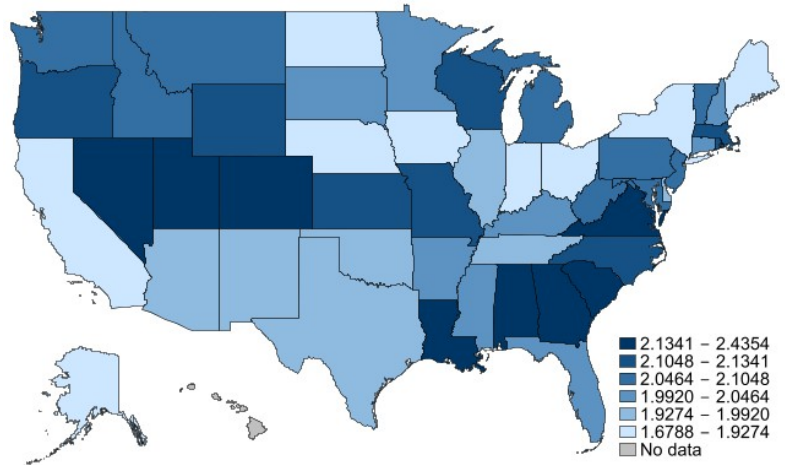 2.1341 – 2.4354
2.1048 – 2.1341
2.0464 – 2.1048
1.9920 – 2.0464
1.9274 – 1.9920
1.6788 – 1.9274
No data